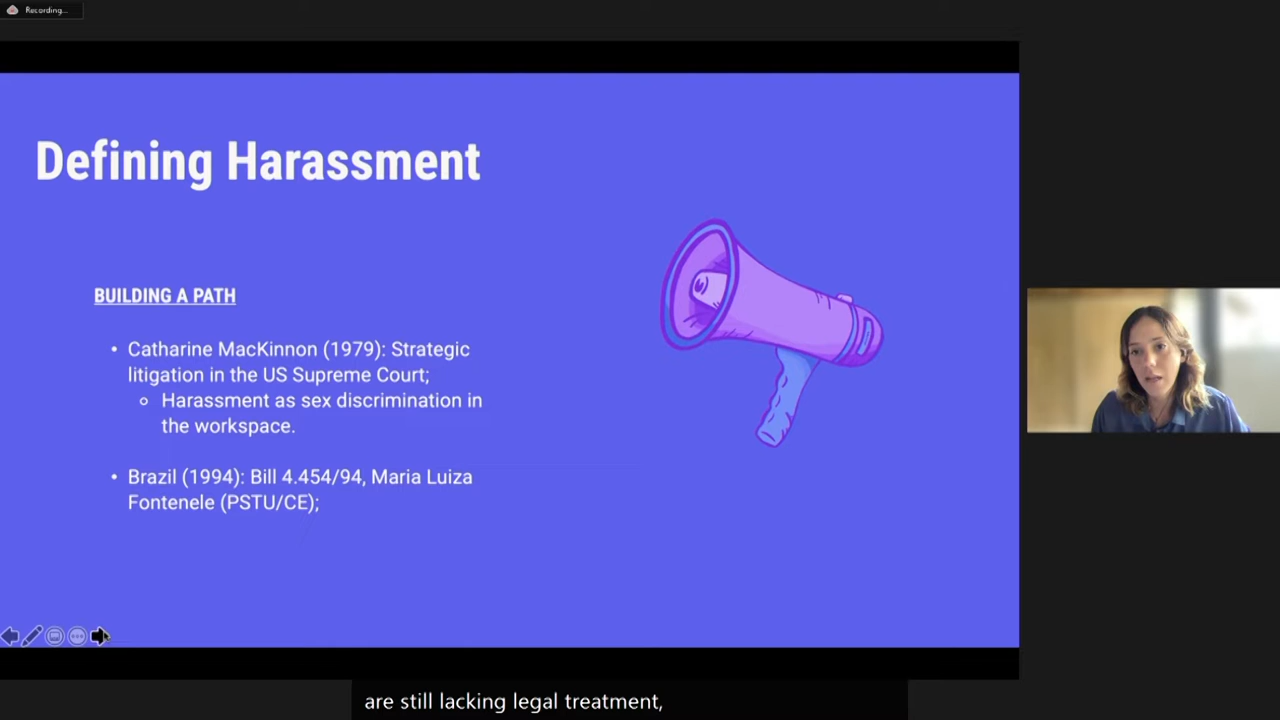 Recording...
Defining Harassment
BUILDING A PATH
• Catharine MacKinnon (1979): Strategic
litigation in the US Supreme Court;
○ Harassment as sex discrimination in
the workspace.
• Brazil (1994): Bill 4.454/94, Maria Luiza
Fontenele (PSTU/CE);
are still lacking legal treatment,